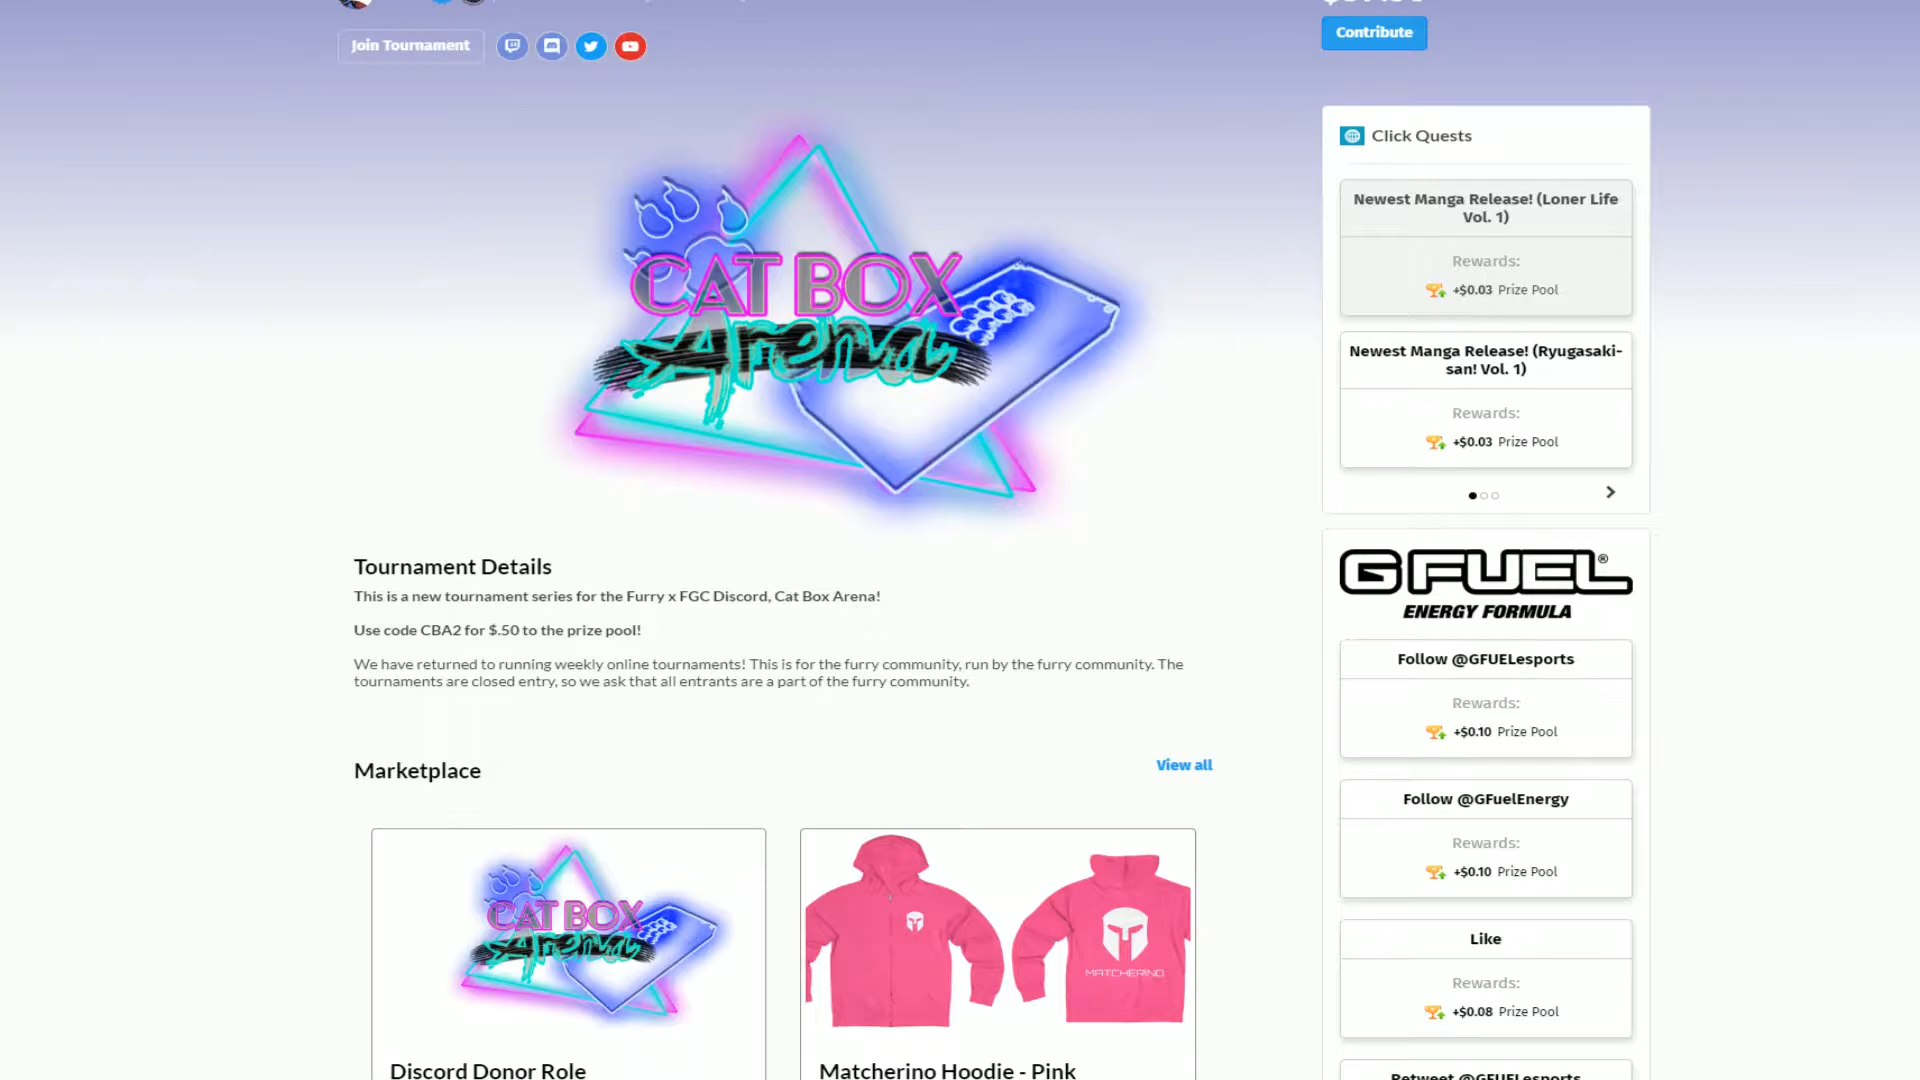 Join Tournament
Contribute
CAT BOX
Arena
Click Quests
Newest Manga Release! (Loner Life
Vol. 1)
Rewards:
+$0.03 Prize Pool
Newest Manga Release! (Ryugasaki-
san! Vol. 1)
Rewards:
+$0.03 Prize Pool
Tournament Details
This is a new tournament series for the Furry x FGC Discord, Cat Box Arena!
Use code CBA2 for $.50 to the prize pool!
We have returned to running weekly online tournaments! This is for the furry community, run by the furry community. The
tournaments are closed entry, so we ask that all entrants are a part of the furry community.
G FUEL®
ENERGY FORMULA
Follow @GFUELesports
Rewards:
+$0.10 Prize Pool
Follow @GFuelEnergy
Rewards:
+$0.10 Prize Pool
Like
Rewards:
+$0.08 Prize Pool
Retweet @GFUELesports
Marketplace
View all
CAT BOX
Arena
Discord Donor Role
MATCHERINO
Matcherino Hoodie - Pink